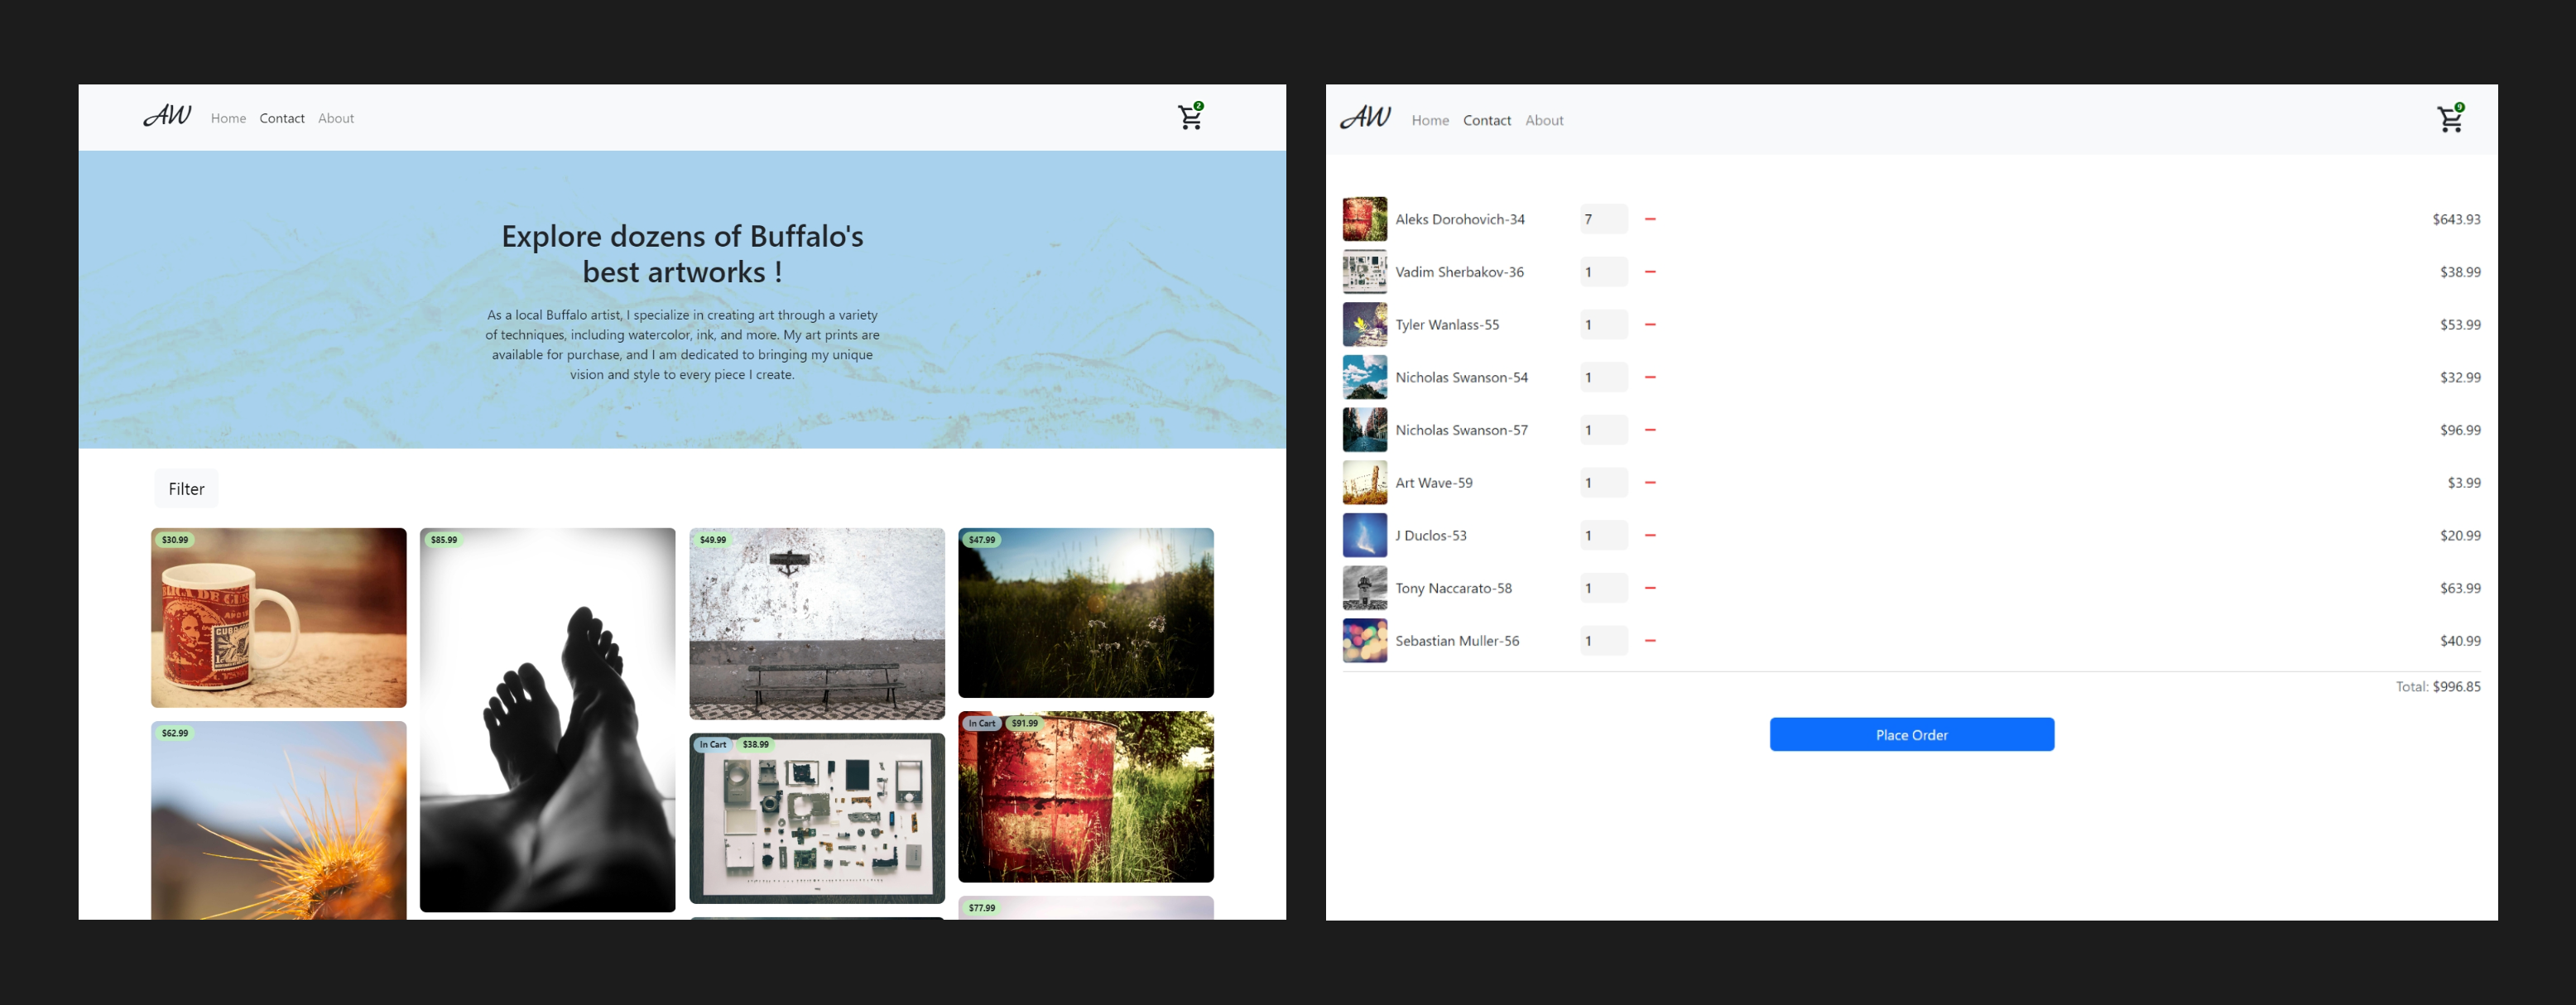 AW Home Contact About 2
Explore dozens of Buffalo's
best artworks !
As a local Buffalo artist, I specialize in creating art through a variety
of techniques, including watercolor, ink, and more. My art prints are
available for purchase, and I am dedicated to bringing my unique
vision and style to every piece I create.
Filter
$30.99
$85.99
$49.99
$47.99
$62.99
In Cart $38.99
In Cart $91.99
$77.99
AW Home Contact About 9
Aleks Dorohovich-34 7 $643.93
Vadim Sherbakov-36 1 $38.99
Tyler Wanlass-55 1 $53.99
Nicholas Swanson-54 1 $32.99
Nicholas Swanson-57 1 $96.99
Art Wave-59 1 $3.99
J Duclos-53 1 $20.99
Tony Naccarato-58 1 $63.99
Sebastian Muller-56 1 $40.99
Total: $996.85
Place Order